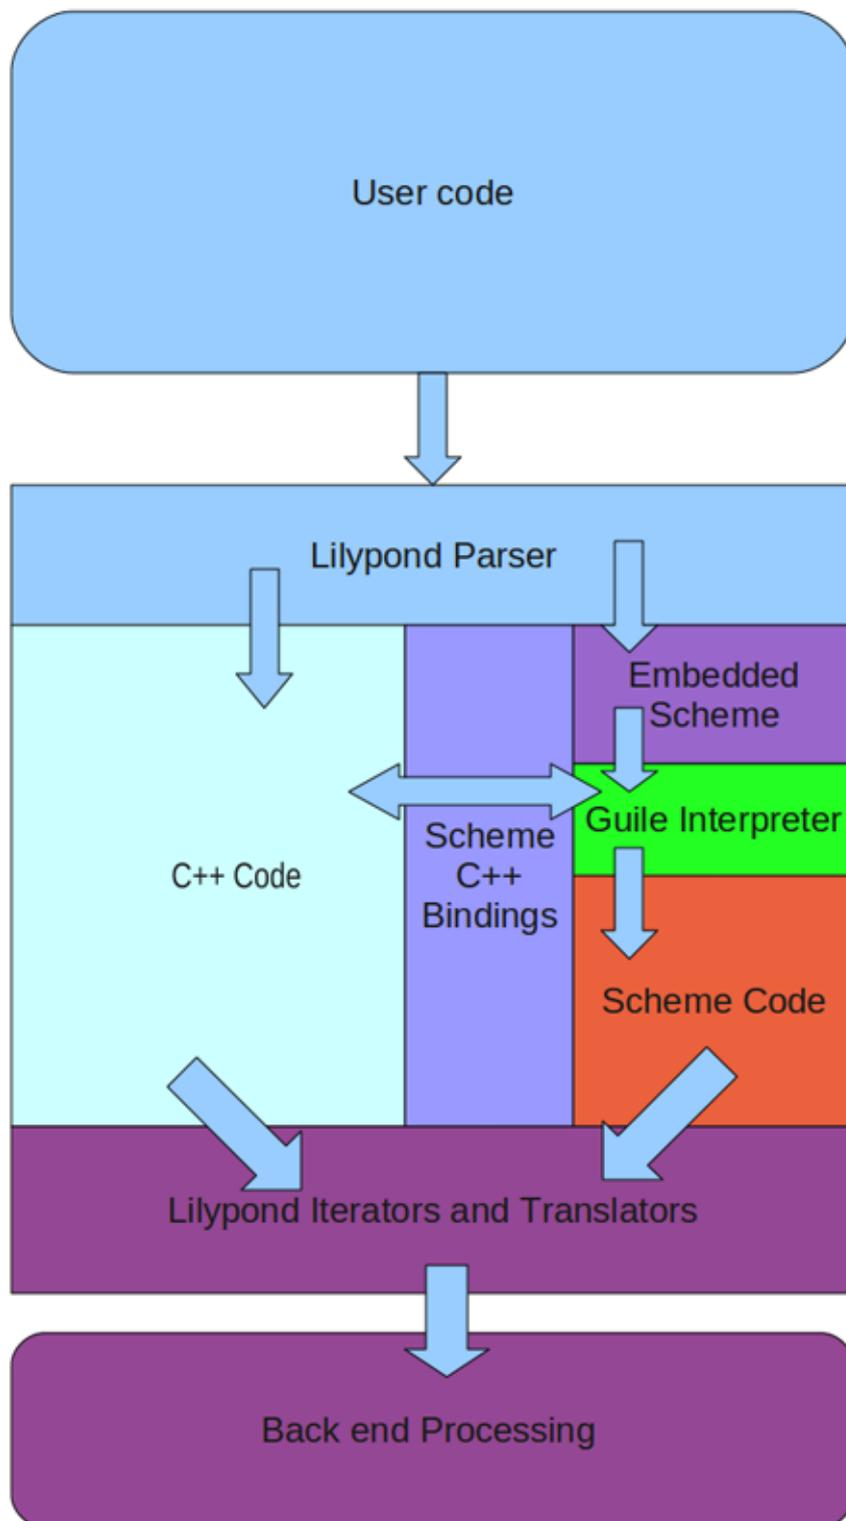 User code
Lilypond Parser
Embedded
Scheme
Guile Interpreter
Scheme
C++
Bindings
C++ Code
Scheme Code
Lilypond Iterators and Translators
Back end Processing